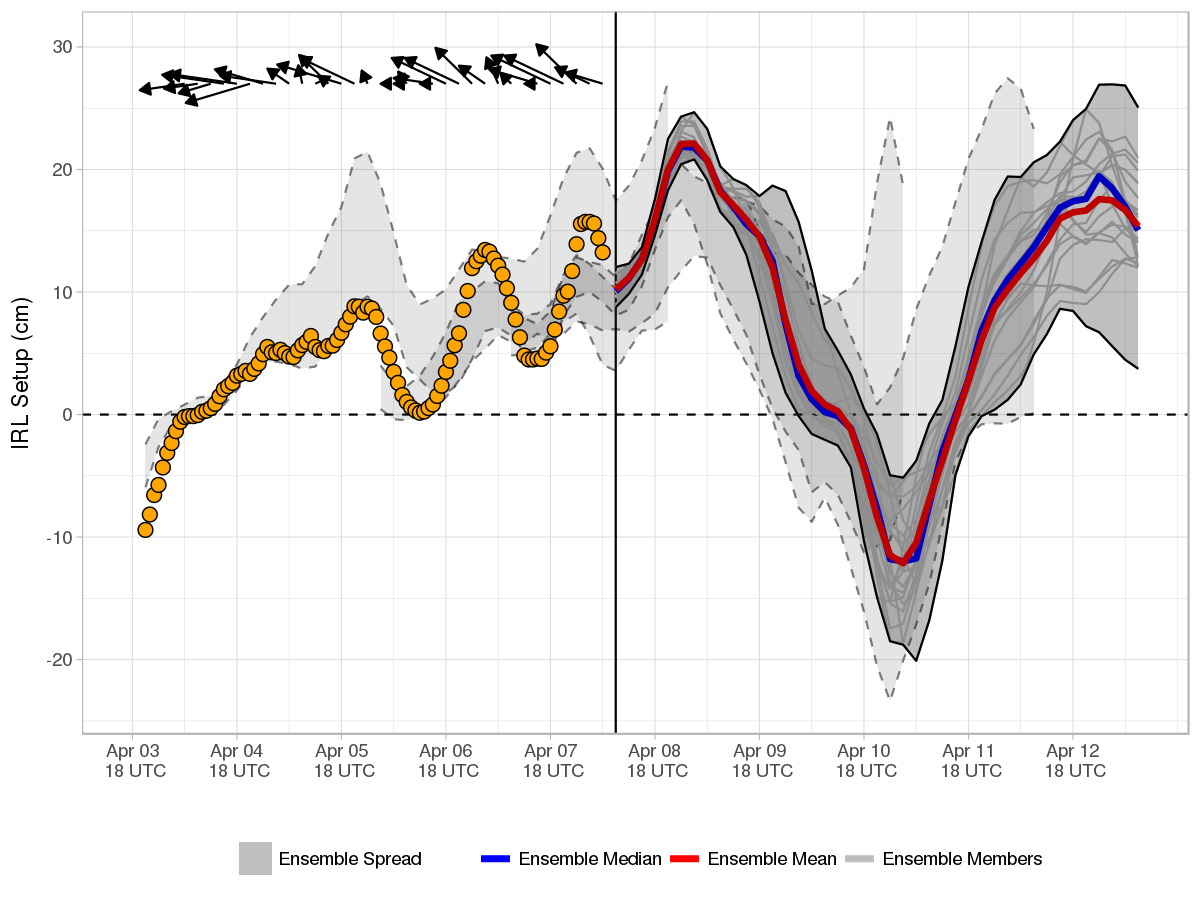 IRL Setup (cm)
30
20
10
0
-10
-20
Apr 03 Apr 04 Apr 05 Apr 06 Apr 07 Apr 08 Apr 09 Apr 10 Apr 11 Apr 12
18 UTC 18 UTC 18 UTC 18 UTC 18 UTC 18 UTC 18 UTC 18 UTC 18 UTC 18 UTC
Ensemble Spread Ensemble Median Ensemble Mean Ensemble Members